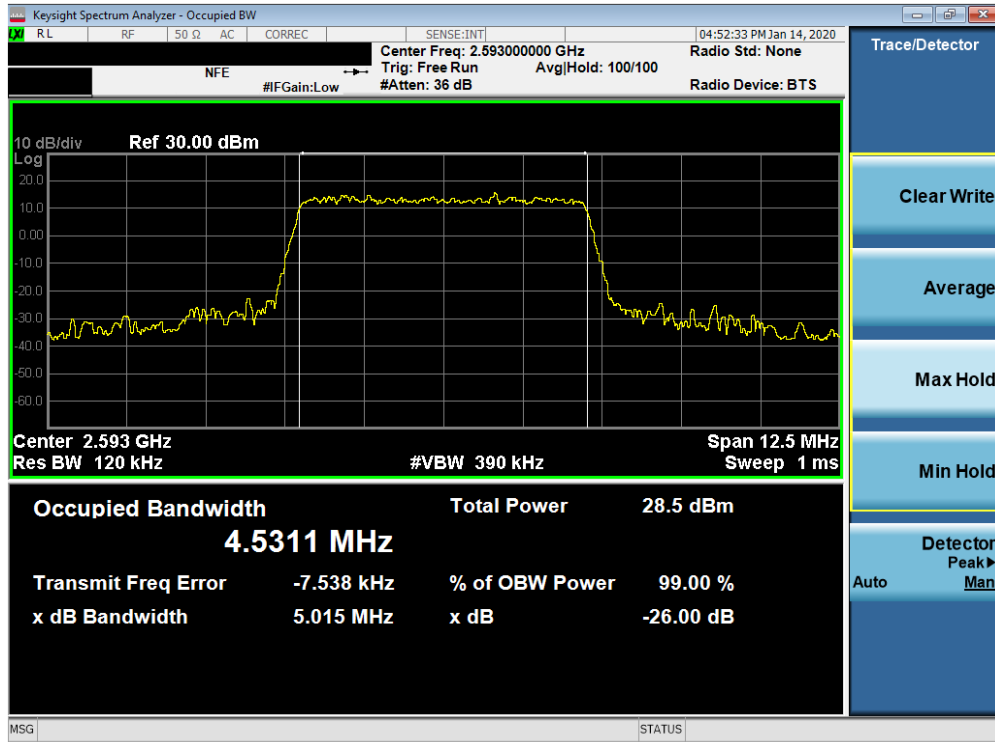 Keysight Spectrum Analyzer - Occupied BW
LXI RL RF 50 Ω AC CORREC SENSE:INT 04:52:33 PM Jan 14, 2020
Center Freq: 2.593000000 GHz Radio Std: None
NFE Trig: Free Run Avg|Hold: 100/100
#IFGain:Low #Atten: 36 dB Radio Device: BTS
10 dB/div Ref 30.00 dBm
Log
20.0
10.0
0.00
-10.0
-20.0
-30.0
-40.0
-50.0
-60.0
Center 2.593 GHz Span 12.5 MHz
Res BW 120 kHz #VBW 390 kHz Sweep 1 ms
Occupied Bandwidth Total Power 28.5 dBm
4.5311 MHz
Transmit Freq Error -7.538 kHz % of OBW Power 99.00 %
x dB Bandwidth 5.015 MHz x dB -26.00 dB
MSG STATUS
Trace/Detector
Clear Write
Average
Max Hold
Min Hold
Detector
Peak▶
Auto Man